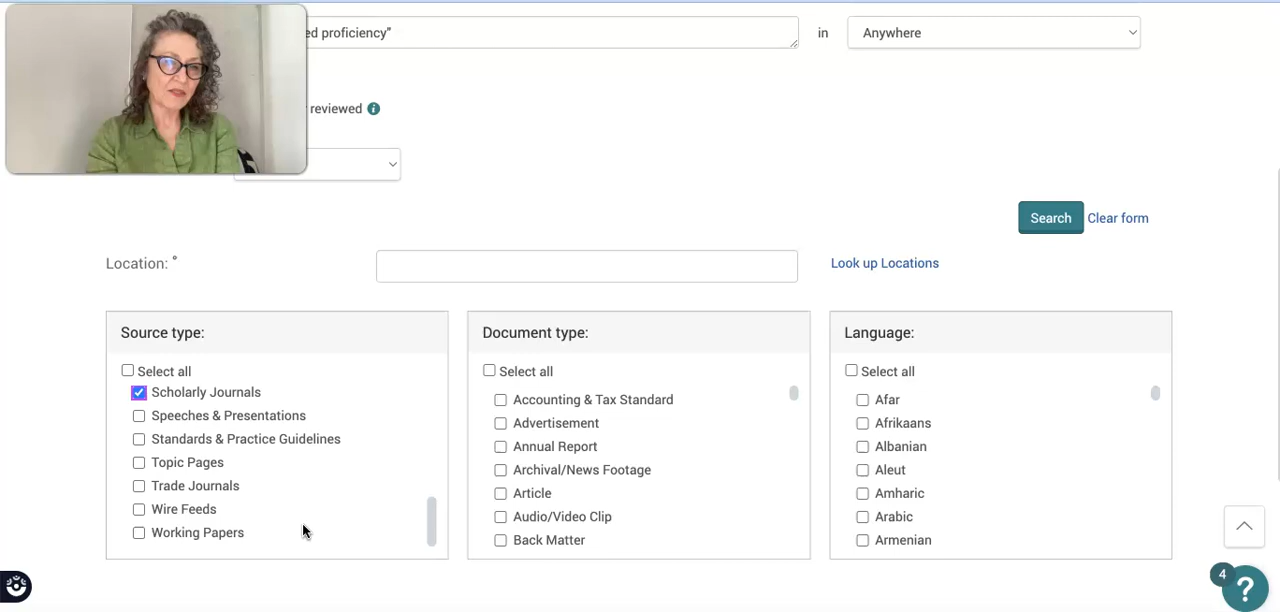 ed proficiency"
in
Anywhere
reviewed
Search
Clear form
Location: °
Look up Locations
Source type:
Select all
Scholarly Journals
Speeches & Presentations
Standards & Practice Guidelines
Topic Pages
Trade Journals
Wire Feeds
Working Papers
Document type:
Select all
Accounting & Tax Standard
Advertisement
Annual Report
Archival/News Footage
Article
Audio/Video Clip
Back Matter
Language:
Select all
Afar
Afrikaans
Albanian
Aleut
Amharic
Arabic
Armenian
4
?